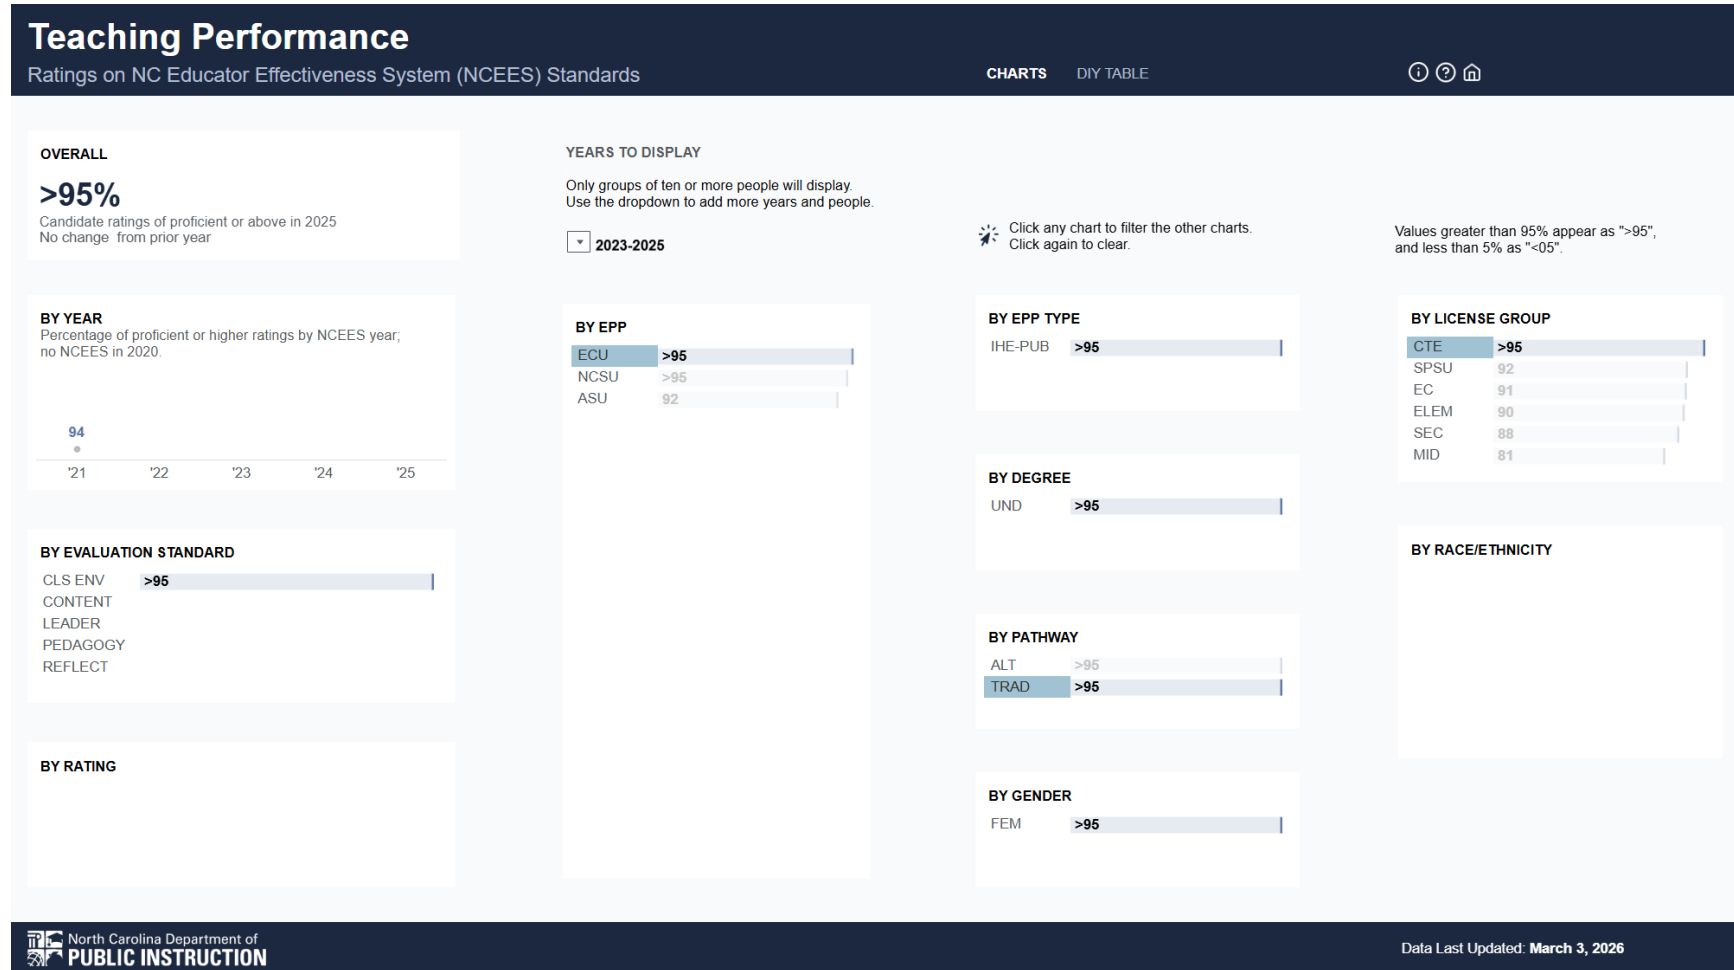 Teaching Performance
Ratings on NC Educator Effectiveness System (NCEES) Standards
CHARTS
DIY TABLE
OVERALL
>95%
Candidate ratings of proficient or above in 2025
No change from prior year
YEARS TO DISPLAY
Only groups of ten or more people will display.
Use the dropdown to add more years and people.
2023-2025
Click any chart to filter the other charts.
Click again to clear.
Values greater than 95% appear as ">95",
and less than 5% as "<05".
BY YEAR
Percentage of proficient or higher ratings by NCEES year;
no NCEES in 2020.
94
'21 '22 '23 '24 '25
BY EVALUATION STANDARD
CLS ENV >95
CONTENT
LEADER
PEDAGOGY
REFLECT
BY RATING
BY EPP
ECU >95
NCSU >95
ASU 92
BY EPP TYPE
IHE-PUB >95
BY DEGREE
UND >95
BY PATHWAY
ALT >95
TRAD >95
BY GENDER
FEM >95
BY LICENSE GROUP
CTE >95
SPSU 92
EC 91
ELEM 90
SEC 88
MID 81
BY RACE/ETHNICITY
North Carolina Department of
PUBLIC INSTRUCTION
Data Last Updated: March 3, 2026